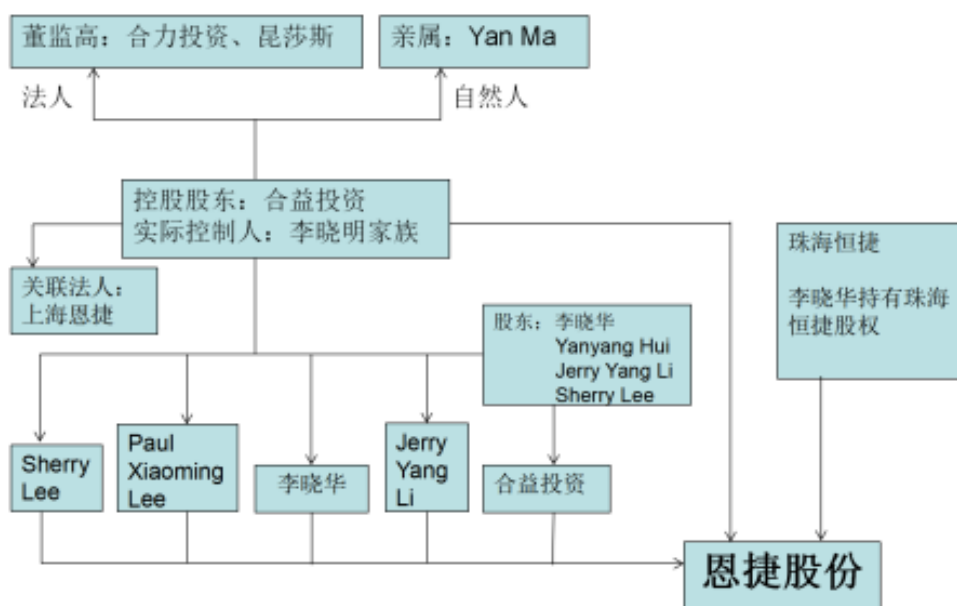 董监高：合力投资、昆莎斯
亲属：Yan Ma
法人
自然人
控股股东：合益投资
实际控制人：李晓明家族
关联法人：
上海恩捷
珠海恒捷
李晓华持有珠海
恒捷股权
股东：李晓华
Yanyang Hui
Jerry Yang Li
Sherry Lee
Sherry
Lee
Paul
Xiaoming
Lee
李晓华
Jerry
Yang
Li
合益投资
恩捷股份